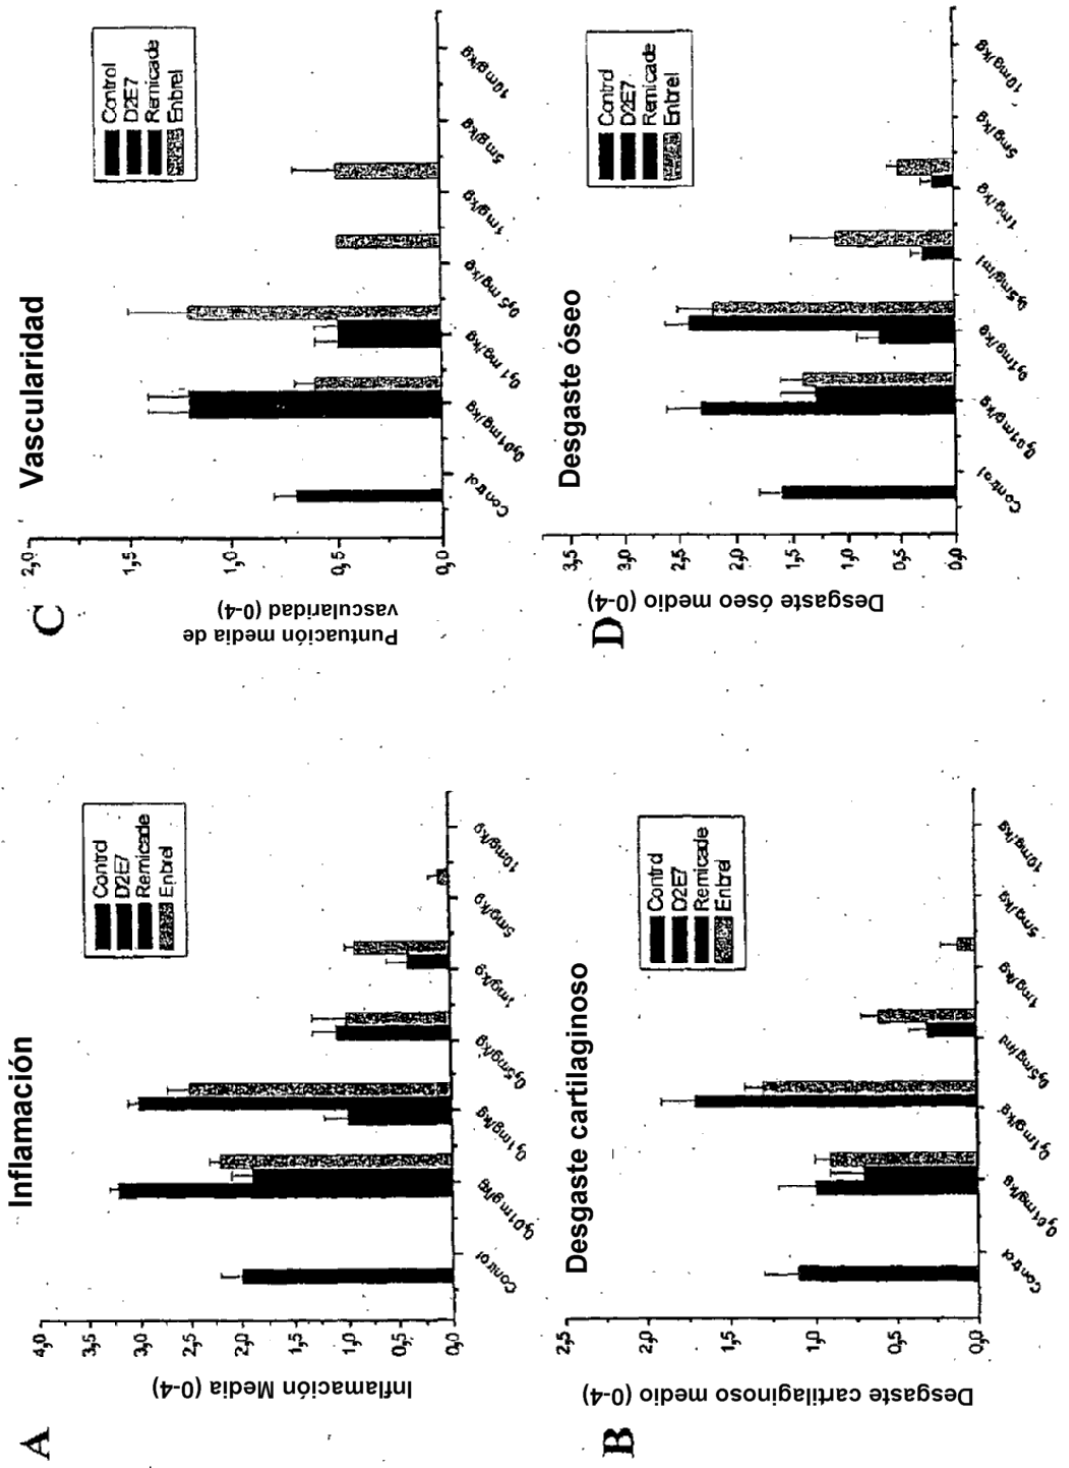 A
Inflamación
Inflamación Media (0-4)
4,0
3,5
3,0
2,5
2,0
1,5
1,0
0,5
0,0
Control
D2E7
Remicade
Enbrel
Control
0,01mg/kg
0,1mg/kg
0,5mg/kg
1mg/kg
5mg/kg
10mg/kg
B
Desgaste cartilaginoso
Desgaste cartilaginoso medio (0-4)
2,5
2,0
1,5
1,0
0,5
0,0
Control
D2E7
Remicade
Enbrel
Control
0,01mg/kg
0,1mg/kg
0,5mg/ml
1mg/kg
5mg/kg
10mg/kg
C
Vascularidad
Puntuación media de
vascularidad (0-4)
2,0
1,5
1,0
0,5
0,0
Control
D2E7
Remicade
Enbrel
Control
0,01mg/kg
0,1 mg/kg
0,5 mg/kg
1mg/kg
5mg/kg
10mg/kg
D
Desgaste óseo
Desgaste óseo medio (0-4)
3,5
3,0
2,5
2,0
1,5
1,0
0,5
0,0
Control
D2E7
Remicade
Enbrel
Control
0,01mg/kg
0,1mg/kg
0,5mg/ml
1mg/kg
5mg/kg
10mg/kg